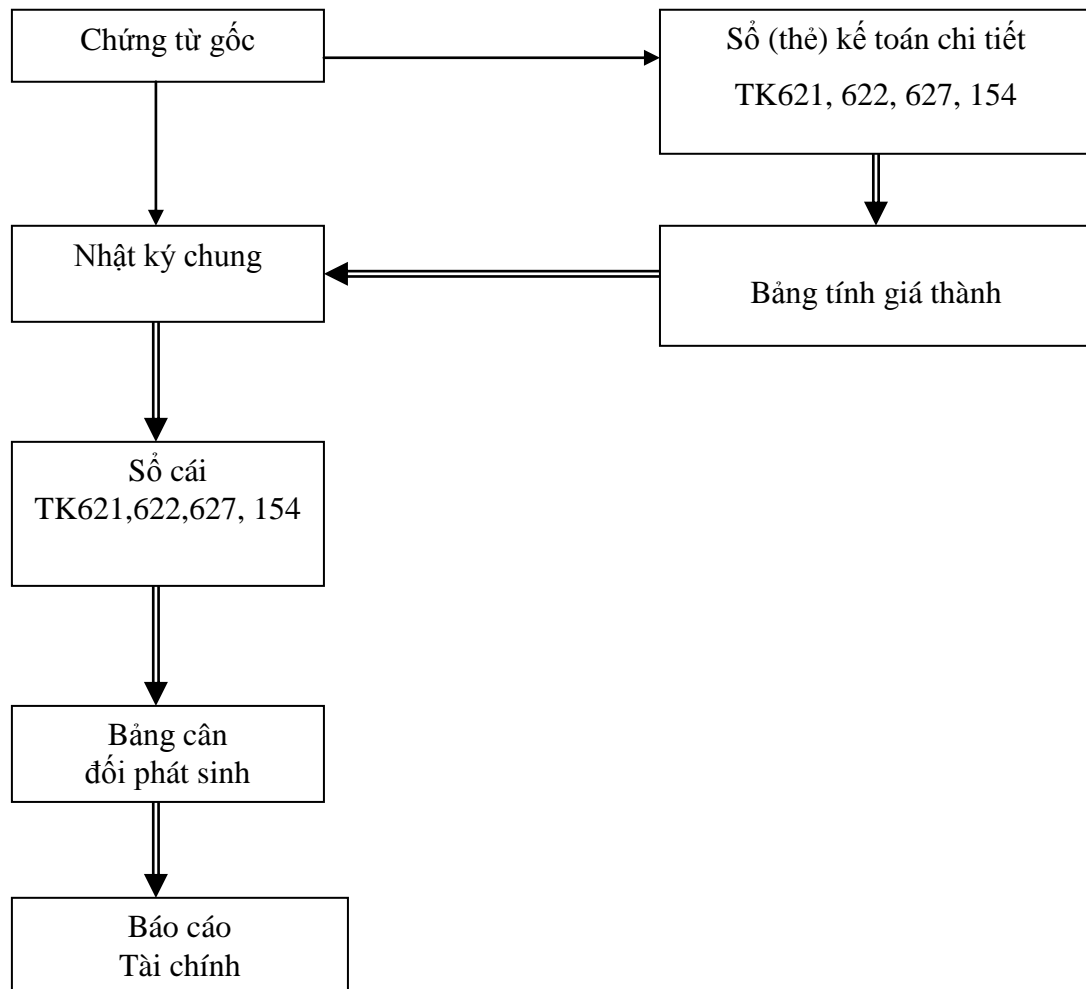 Chứng từ gốc
Sổ (thẻ) kế toán chi tiết
TK621, 622, 627, 154
Nhật ký chung
Bảng tính giá thành
Sổ cái
TK621,622,627, 154
Bảng cân
đối phát sinh
Báo cáo
Tài chính